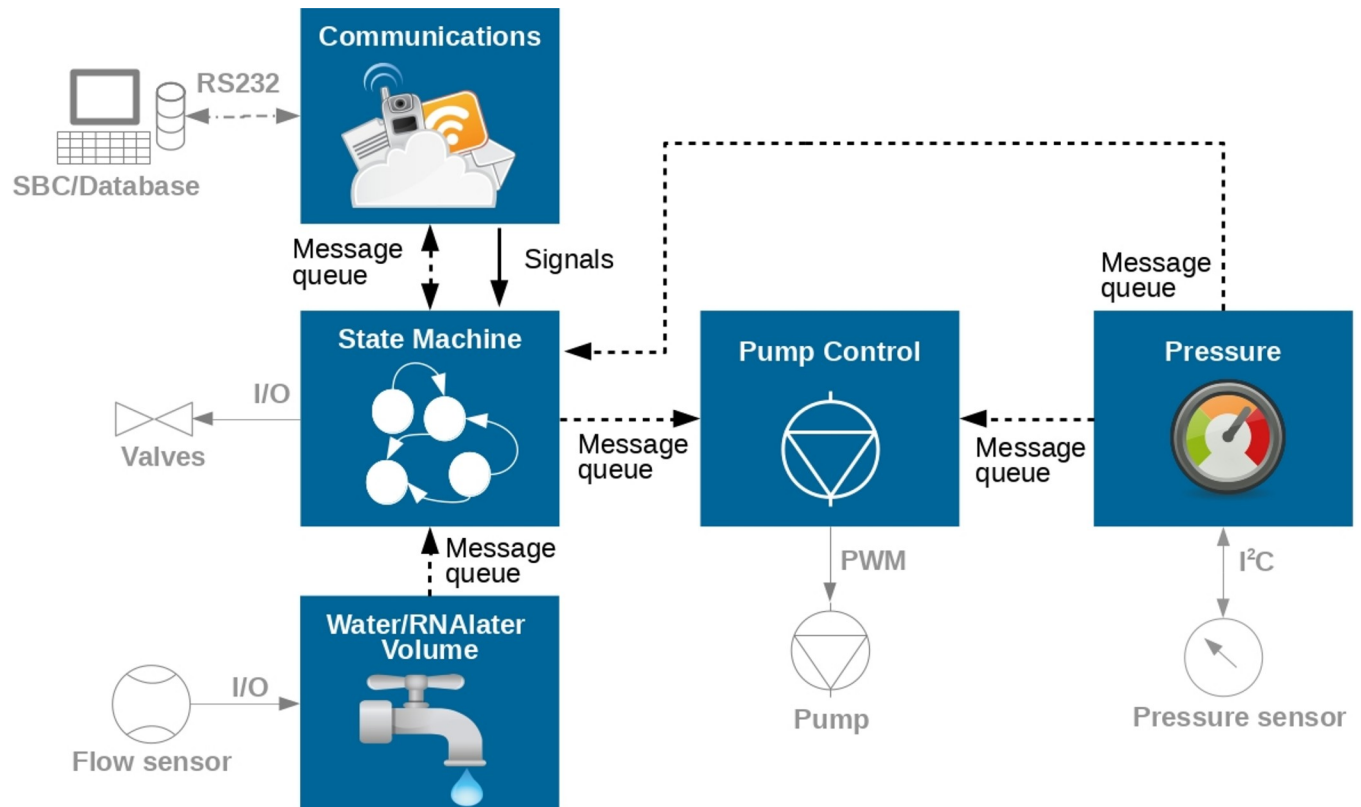 Communications
RS232
SBC/Database
Message
queue
Signals
Message
queue
State Machine
Pump Control
Pressure
I/O
Valves
Message
queue
Message
queue
Message
queue
PWM
I²C
Water/RNAlater
Volume
I/O
Flow sensor
Pump
Pressure sensor